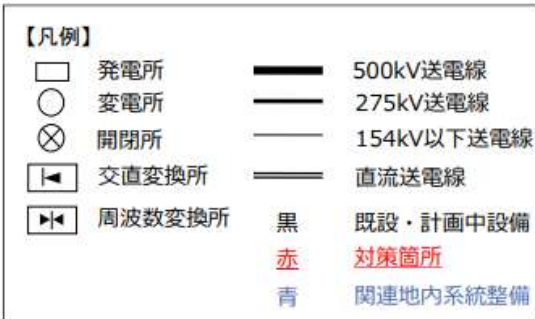 【凡例】
発電所 500kV送電線
変電所 275kV送電線
開閉所 154kV以下送電線
交直変換所 直流送電線
周波数変換所 黒 既設・計画中設備
赤 対策箇所
青 関連地内系統整備